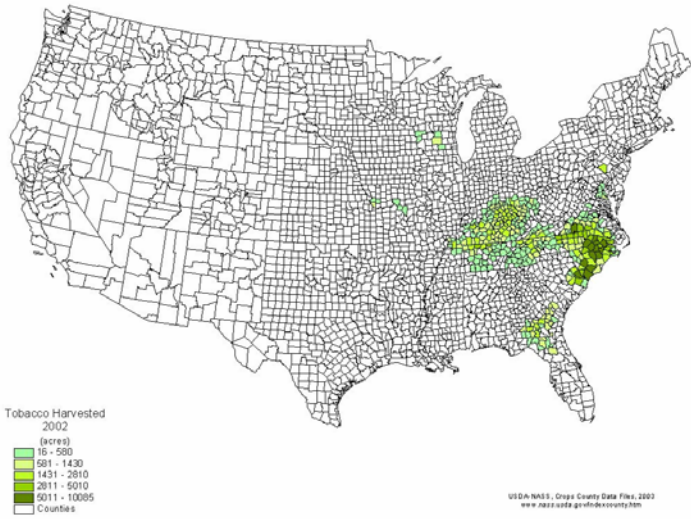 Tobacco Harvested
2002
(acres)
16 - 580
581 - 1430
1431 - 2810
2811 - 5010
5011 - 10085
Counties
USDA-NASS, Crops County Data Files, 2003
www.nass.usda.gov/indexcounty.htm